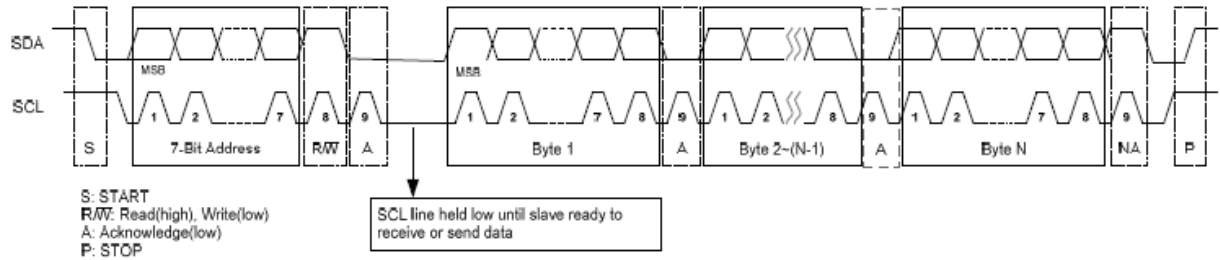 SDA
MSB MSB
SCL
1 2 7 8 9 1 2 7 8 9 1 2 8 9 1 2 7 8 9
S 7-Bit Address R/W A Byte 1 A Byte 2~(N-1) A Byte N NA P
S: START
R/W: Read(high), Write(low)
A: Acknowledge(low)
P: STOP
SCL line held low until slave ready to
receive or send data